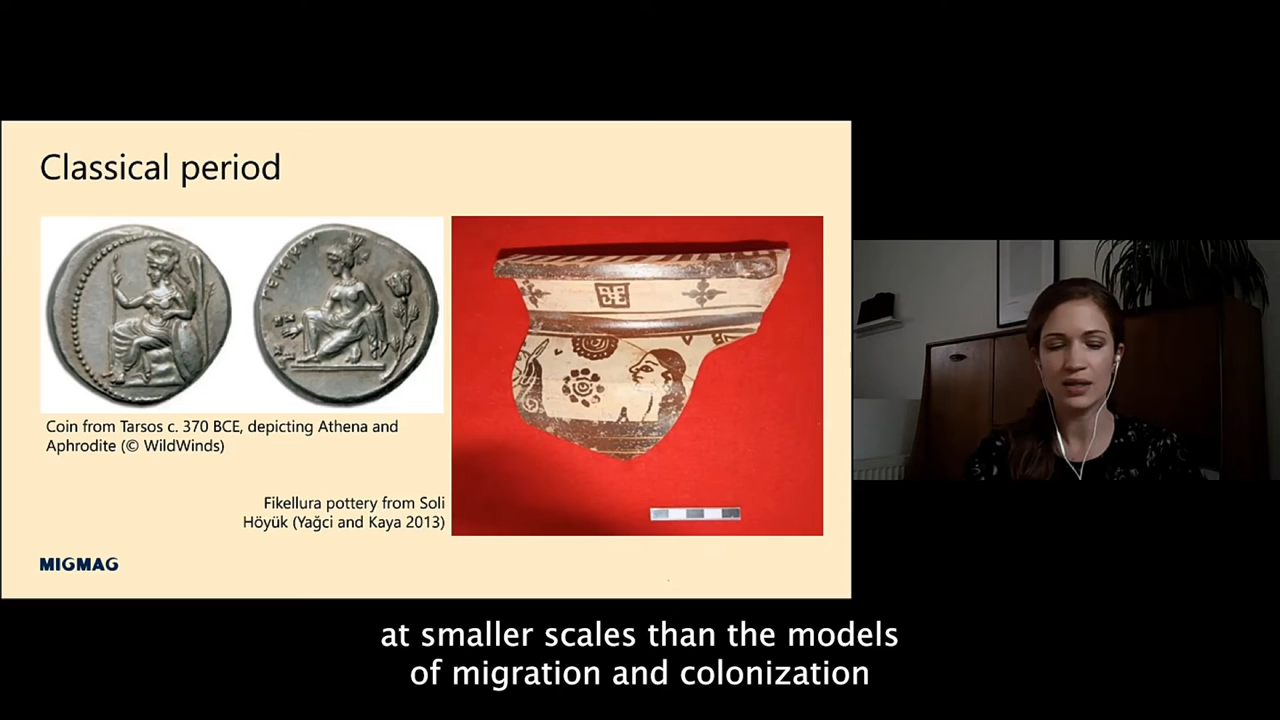 Classical period
Coin from Tarsos c. 370 BCE, depicting Athena and
Aphrodite (© WildWinds)
Fikellura pottery from Soli
Höyük (Yağci and Kaya 2013)
MIGMAG
at smaller scales than the models
of migration and colonization